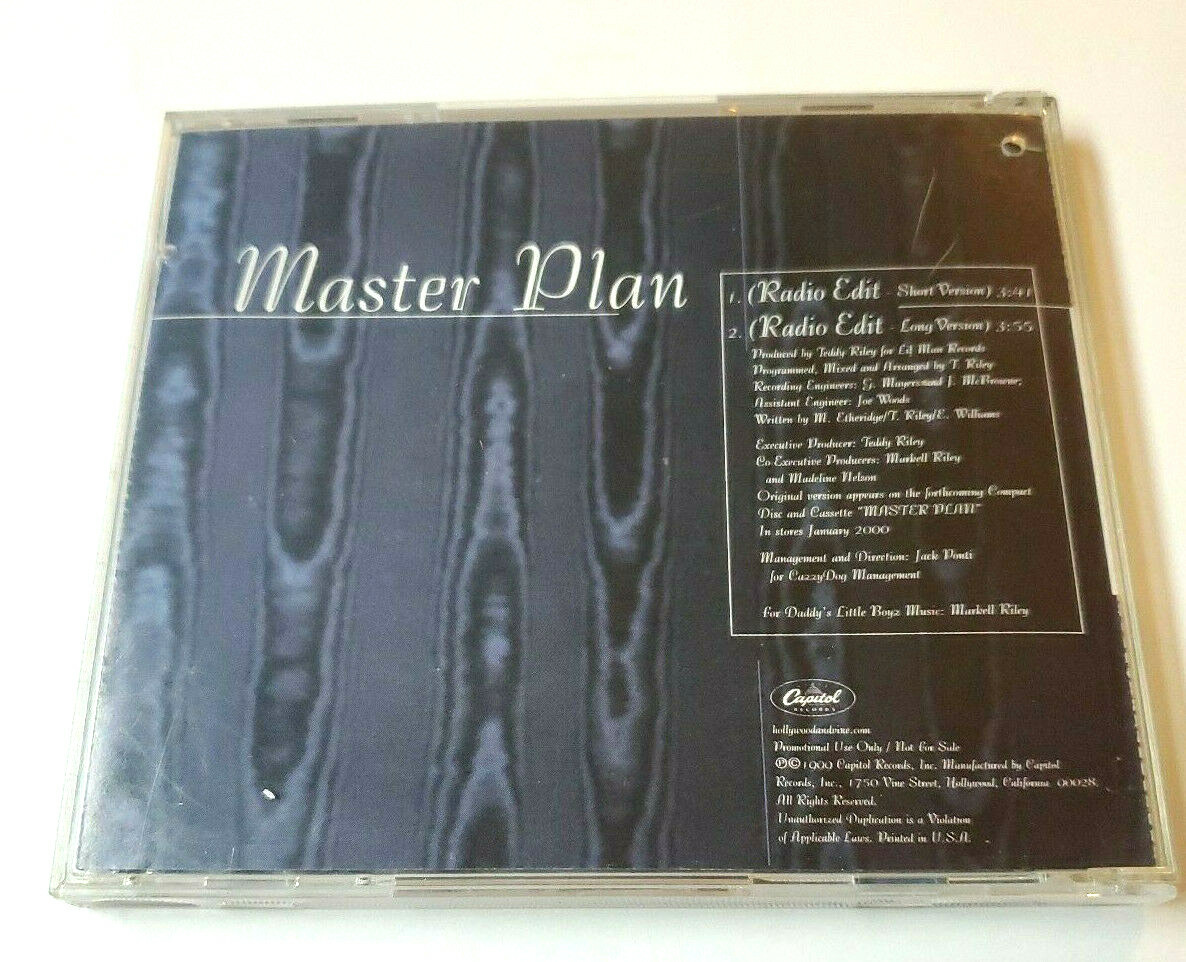 Master Plan
1. (Radio Edit - Short Version) 3:41
2. (Radio Edit - Long Version) 3:55
Produced by Teddy Riley for Lil Man Records
Programmed, Mixed and Arranged by T. Riley
Recording Engineers: G. Mayers and J. McBrowne,
Assistant Engineer: Joe Woods
Written by M. Etheridge/T. Riley/E. Williams
Executive Producer: Teddy Riley
Co Executive Producers: Markell Riley
and Madeline Nelson
Original version appears on the forthcoming Compact
Disc and Cassette "MASTER PLAN"
In stores January 2000
Management and Direction: Jack Ponti
for CazzyDog Management
For Daddy's Little Boyz Music: Markell Riley
Capitol
RECORDS
hollywoodandvine.com
Promotional Use Only / Not For Sale
℗©1999 Capitol Records, Inc. Manufactured by Capitol
Records, Inc., 1750 Vine Street, Hollywood, California 90028.
All Rights Reserved.
Unauthorized Duplication is a Violation
of Applicable Laws. Printed in U.S.A.